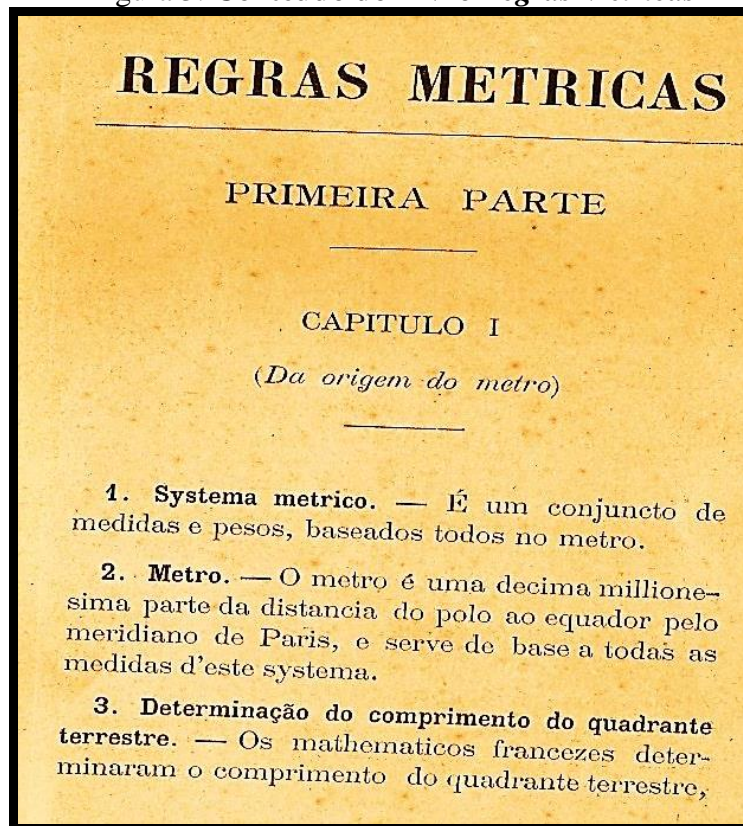 REGRAS METRICAS
PRIMEIRA PARTE
CAPITULO I
(Da origem do metro)
1. Systema metrico. — É um conjuncto de
medidas e pesos, baseados todos no metro.
2. Metro. — O metro é uma decima millione-
sima parte da distancia do polo ao equador pelo
meridiano de Paris, e serve de base a todas as
medidas d'este systema.
3. Determinação do comprimento do quadrante
terrestre. — Os mathematicos francezes deter-
minaram o comprimento do quadrante terrestre,